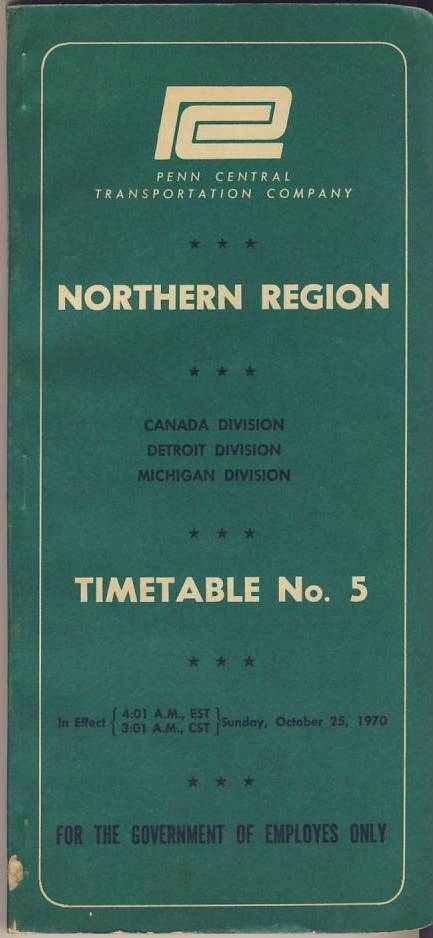 PC
PENN CENTRAL
TRANSPORTATION COMPANY
★ ★ ★
NORTHERN REGION
★ ★ ★
CANADA DIVISION
DETROIT DIVISION
MICHIGAN DIVISION
★ ★ ★
TIMETABLE No. 5
★ ★ ★
In Effect { 4:01 A.M., EST
3:01 A.M., CST } Sunday, October 25, 1970
★ ★ ★
FOR THE GOVERNMENT OF EMPLOYES ONLY